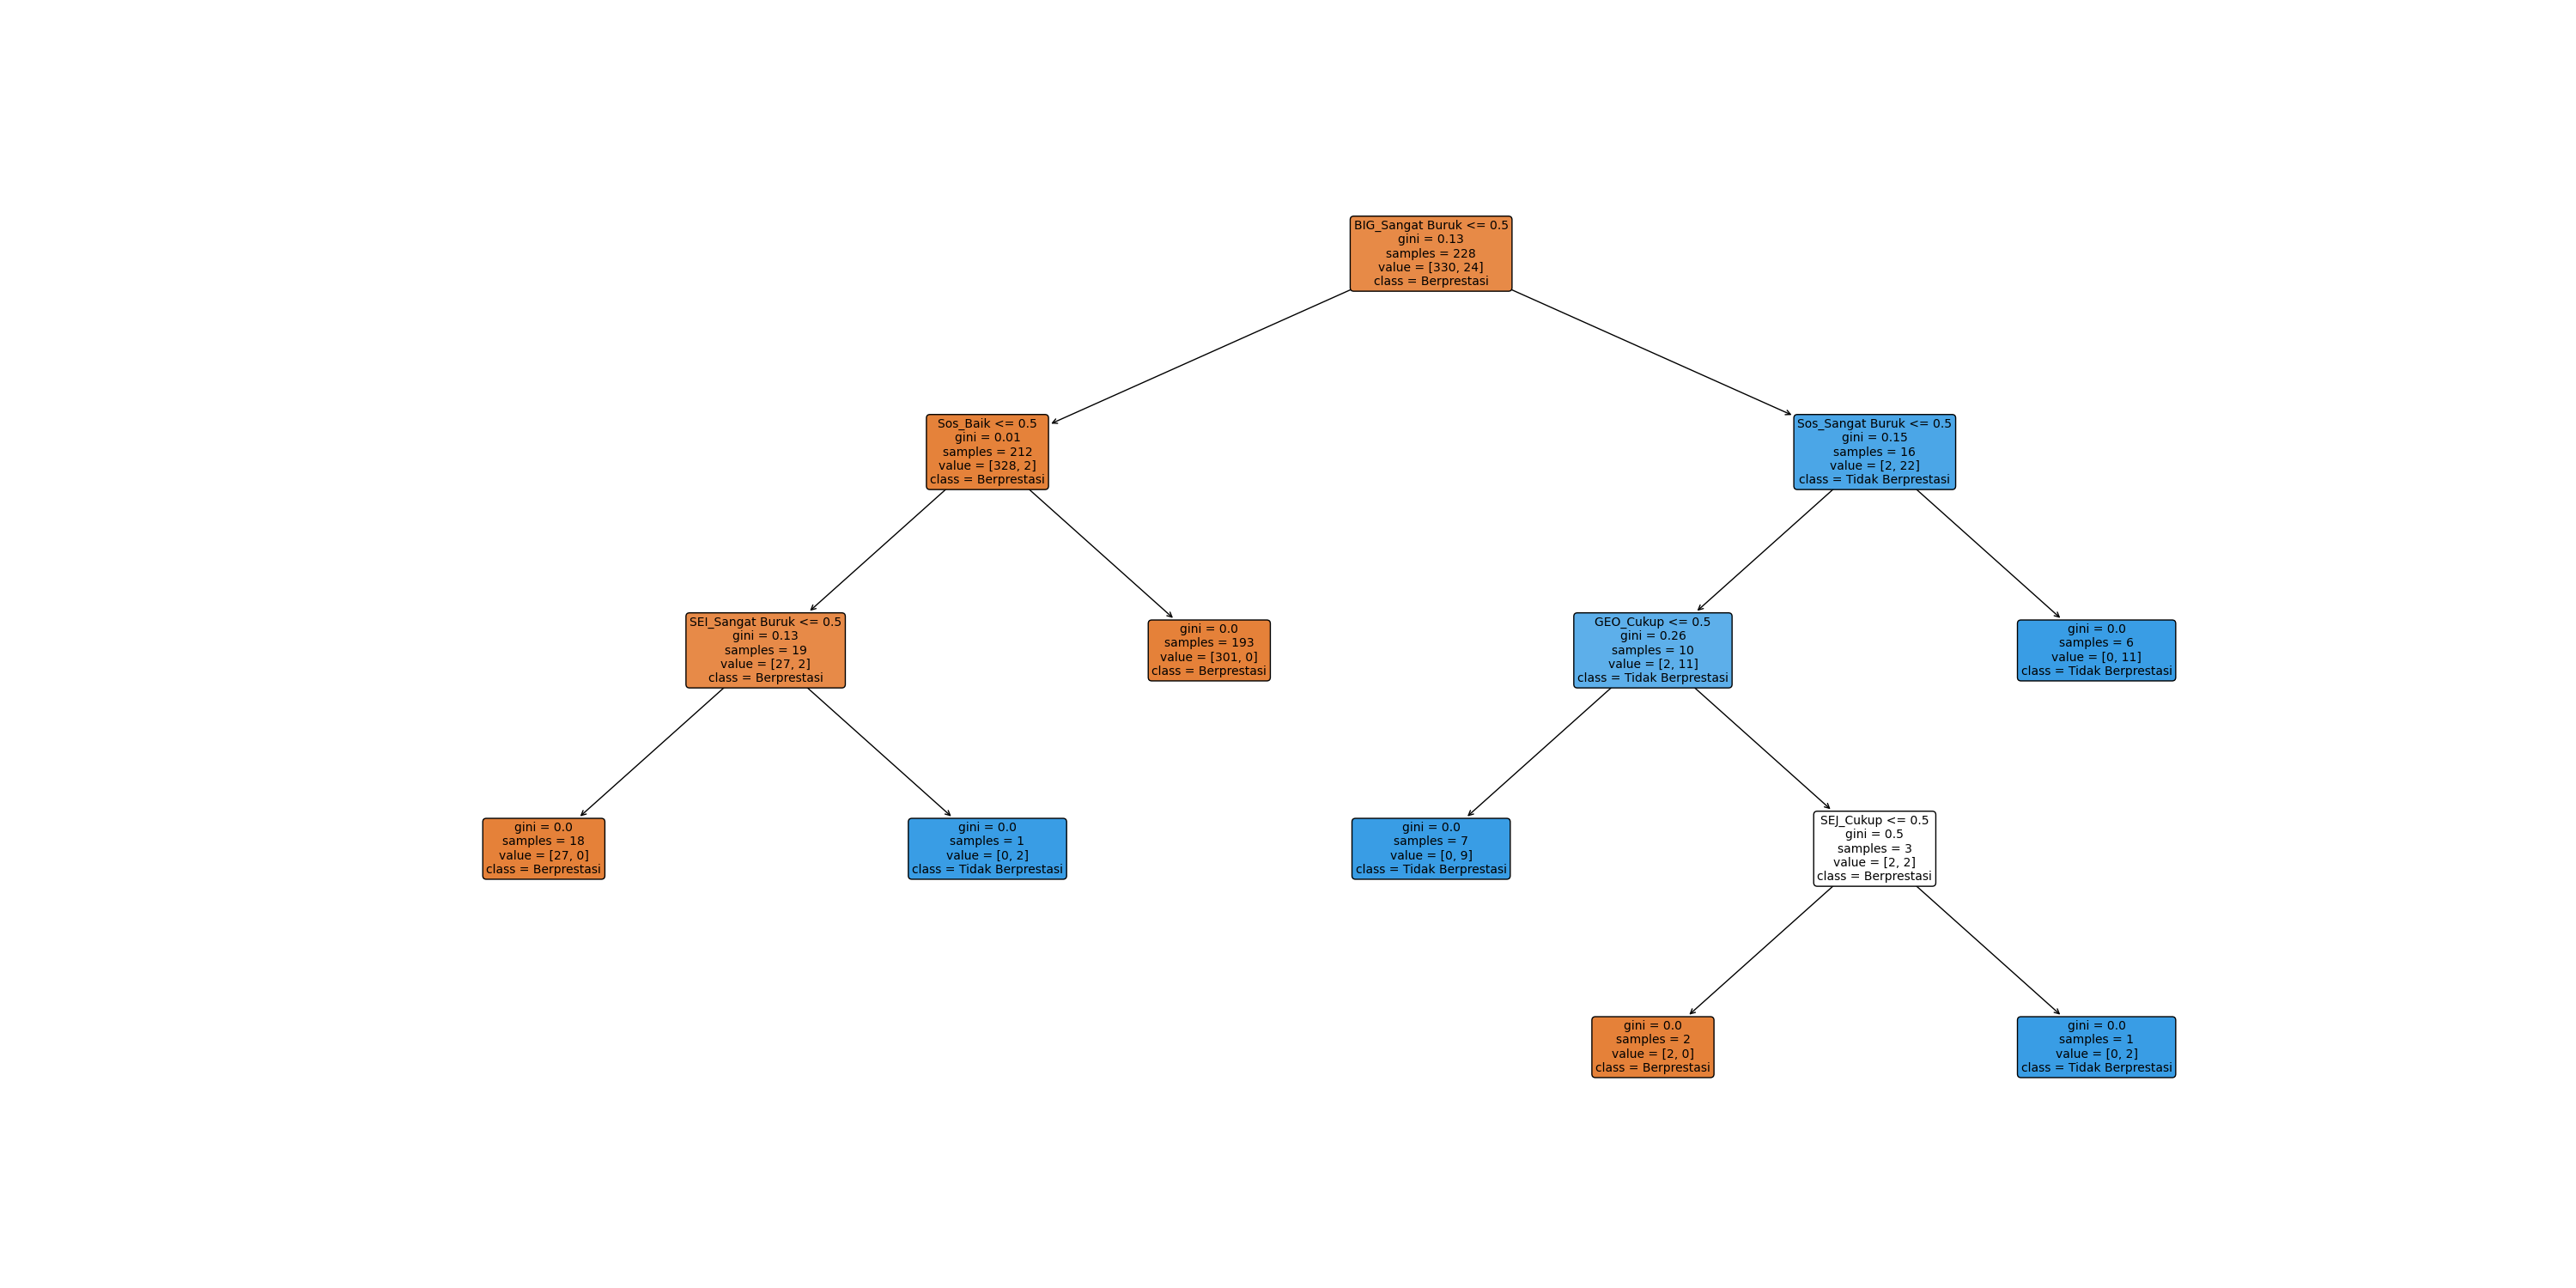 BIG_Sangat Buruk <= 0.5
gini = 0.13
samples = 228
value = [330, 24]
class = Berprestasi
Sos_Baik <= 0.5
gini = 0.01
samples = 212
value = [328, 2]
class = Berprestasi
Sos_Sangat Buruk <= 0.5
gini = 0.15
samples = 16
value = [2, 22]
class = Tidak Berprestasi
SEI_Sangat Buruk <= 0.5
gini = 0.13
samples = 19
value = [27, 2]
class = Berprestasi
gini = 0.0
samples = 193
value = [301, 0]
class = Berprestasi
GEO_Cukup <= 0.5
gini = 0.26
samples = 10
value = [2, 11]
class = Tidak Berprestasi
gini = 0.0
samples = 6
value = [0, 11]
class = Tidak Berprestasi
gini = 0.0
samples = 18
value = [27, 0]
class = Berprestasi
gini = 0.0
samples = 1
value = [0, 2]
class = Tidak Berprestasi
gini = 0.0
samples = 7
value = [0, 9]
class = Tidak Berprestasi
SEJ_Cukup <= 0.5
gini = 0.5
samples = 3
value = [2, 2]
class = Berprestasi
gini = 0.0
samples = 2
value = [2, 0]
class = Berprestasi
gini = 0.0
samples = 1
value = [0, 2]
class = Tidak Berprestasi